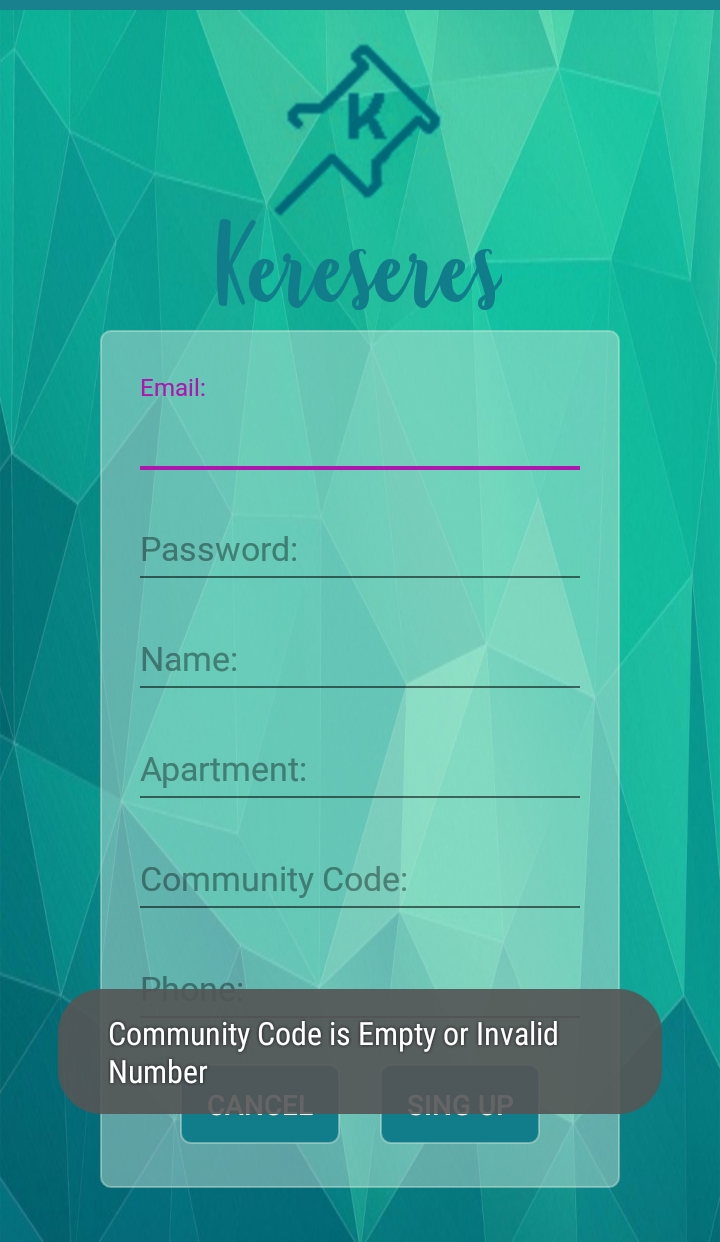 K
Kereseres
Email:
Password:
Name:
Apartment:
Community Code:
Phone:
Community Code is Empty or Invalid
Number
CANCEL SING UP